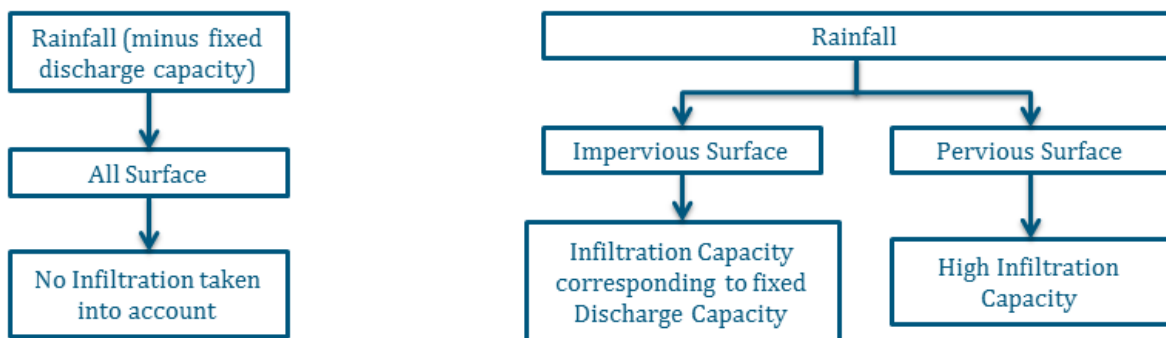 Rainfall (minus fixed
discharge capacity)
All Surface
No Infiltration taken
into account
Rainfall
Impervious Surface
Pervious Surface
Infiltration Capacity
corresponding to fixed
Discharge Capacity
High Infiltration
Capacity